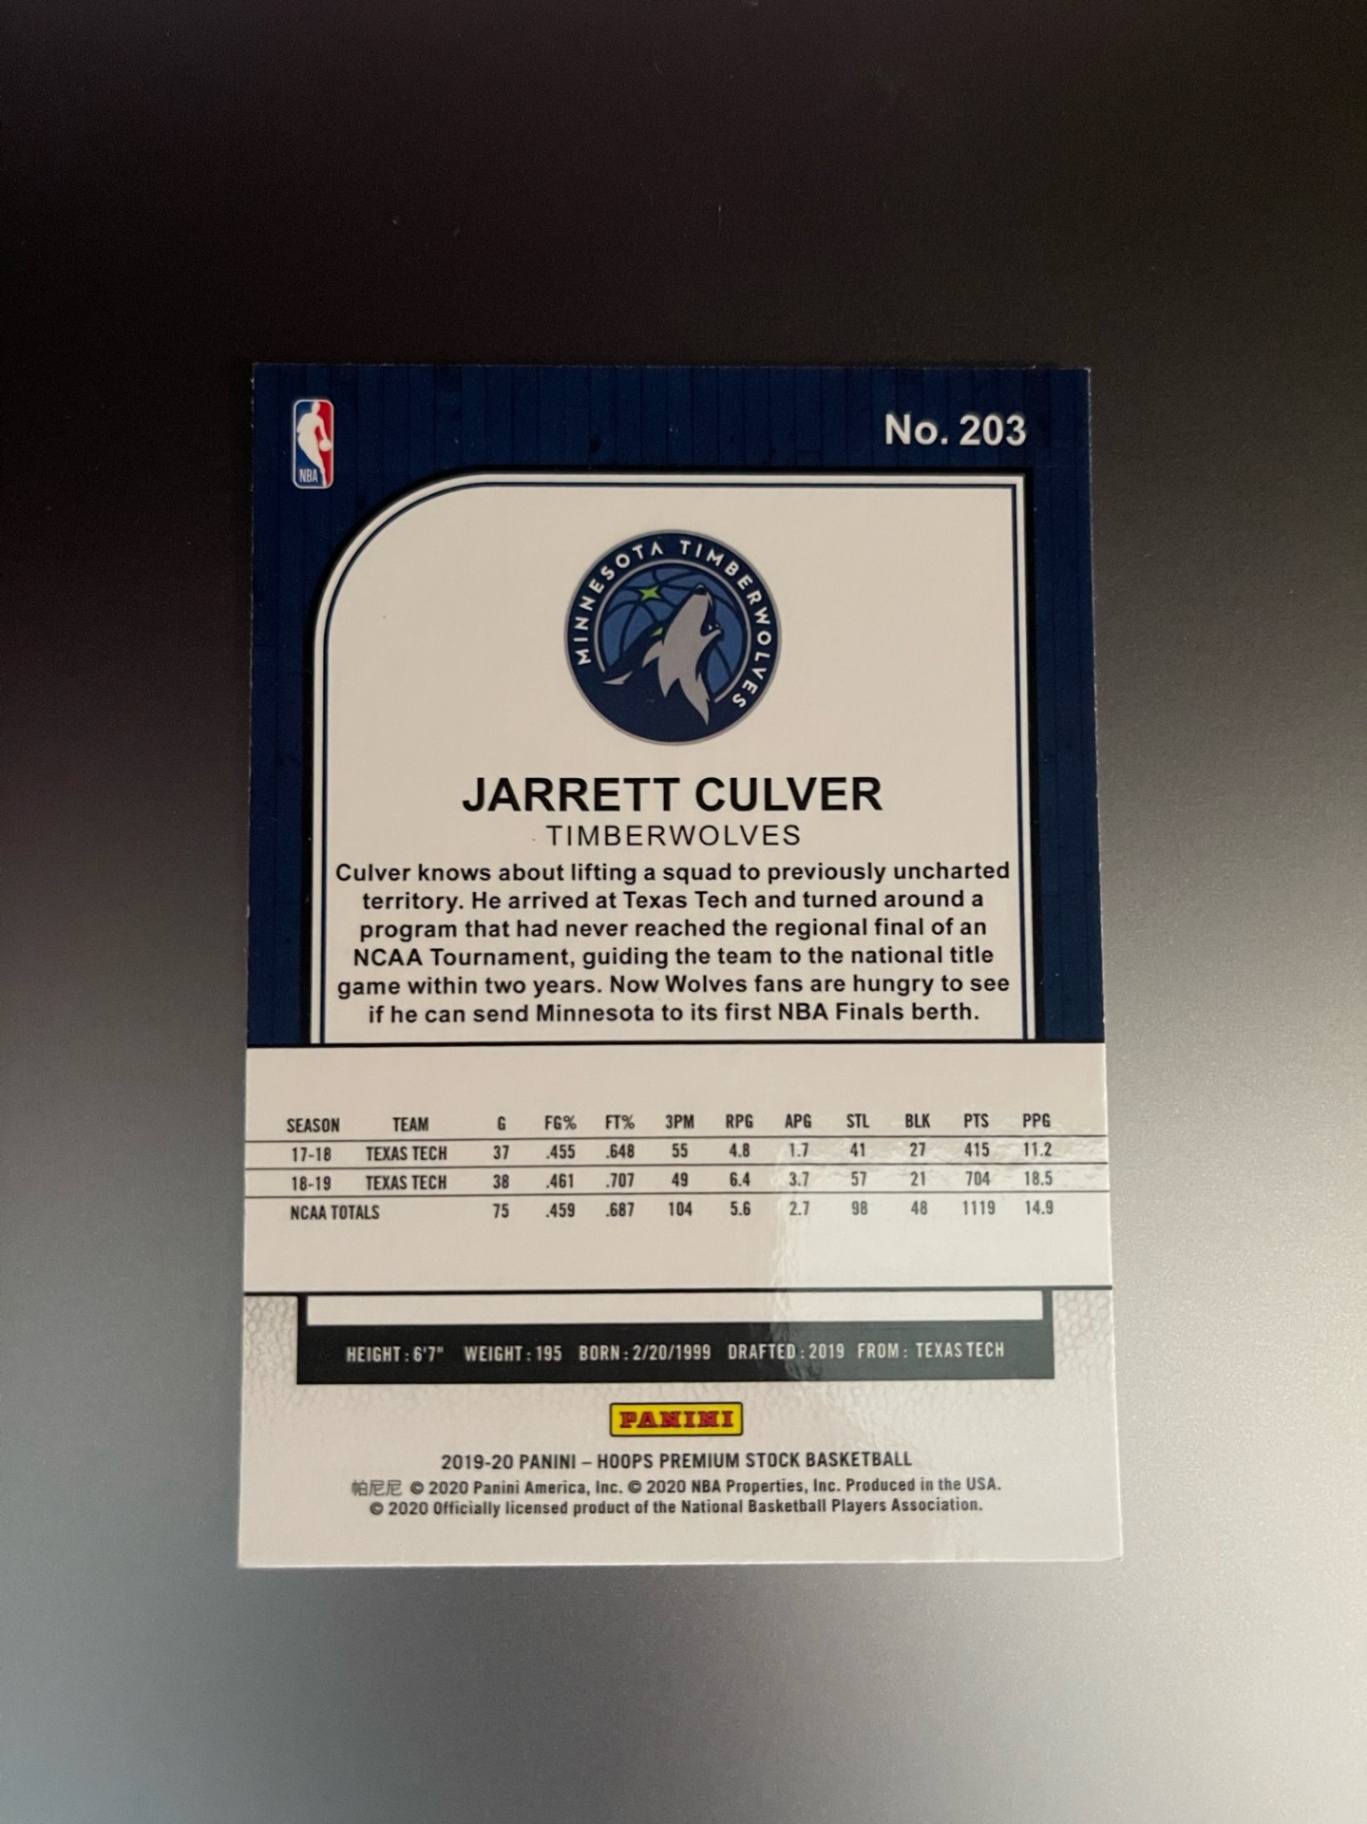 No. 203
NBA
MINNESOTA TIMBERWOLVES
JARRETT CULVER
TIMBERWOLVES
Culver knows about lifting a squad to previously uncharted
territory. He arrived at Texas Tech and turned around a
program that had never reached the regional final of an
NCAA Tournament, guiding the team to the national title
game within two years. Now Wolves fans are hungry to see
if he can send Minnesota to its first NBA Finals berth.
SEASON TEAM G FG% FT% 3PM RPG APG STL BLK PTS PPG
17-18 TEXAS TECH 37 .455 .648 55 4.8 1.7 41 27 415 11.2
18-19 TEXAS TECH 38 .461 .707 49 6.4 3.7 57 21 704 18.5
NCAA TOTALS 75 .459 .687 104 5.6 2.7 98 48 1119 14.9
HEIGHT: 6'7" WEIGHT: 195 BORN: 2/20/1999 DRAFTED: 2019 FROM: TEXAS TECH
PANINI
2019-20 PANINI – HOOPS PREMIUM STOCK BASKETBALL
帕尼尼 © 2020 Panini America, Inc. © 2020 NBA Properties, Inc. Produced in the USA.
© 2020 Officially licensed product of the National Basketball Players Association.